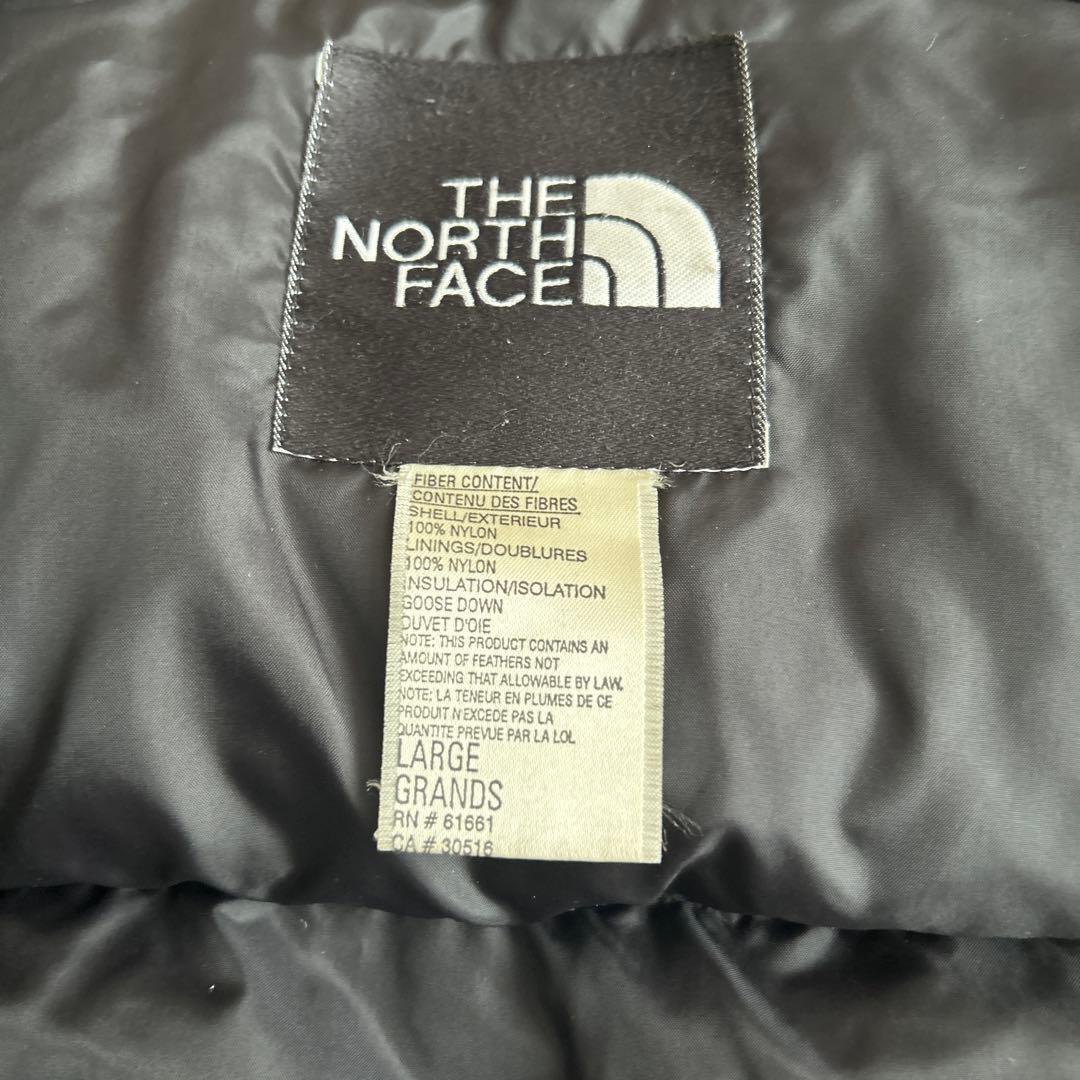 THE
NORTH
FACE
FIBER CONTENT/
CONTENU DES FIBRES
SHELL/EXTERIEUR
100% NYLON
LININGS/DOUBLURES
100% NYLON
INSULATION/ISOLATION
GOOSE DOWN
DUVET D'OIE
NOTE: THIS PRODUCT CONTAINS AN
AMOUNT OF FEATHERS NOT
EXCEEDING THAT ALLOWABLE BY LAW.
NOTE: LA TENEUR EN PLUMES DE CE
PRODUIT N'EXCEDE PAS LA
QUANTITE PREVUE PAR LA LOI.
LARGE
GRANDS
RN # 61661
CA # 30516